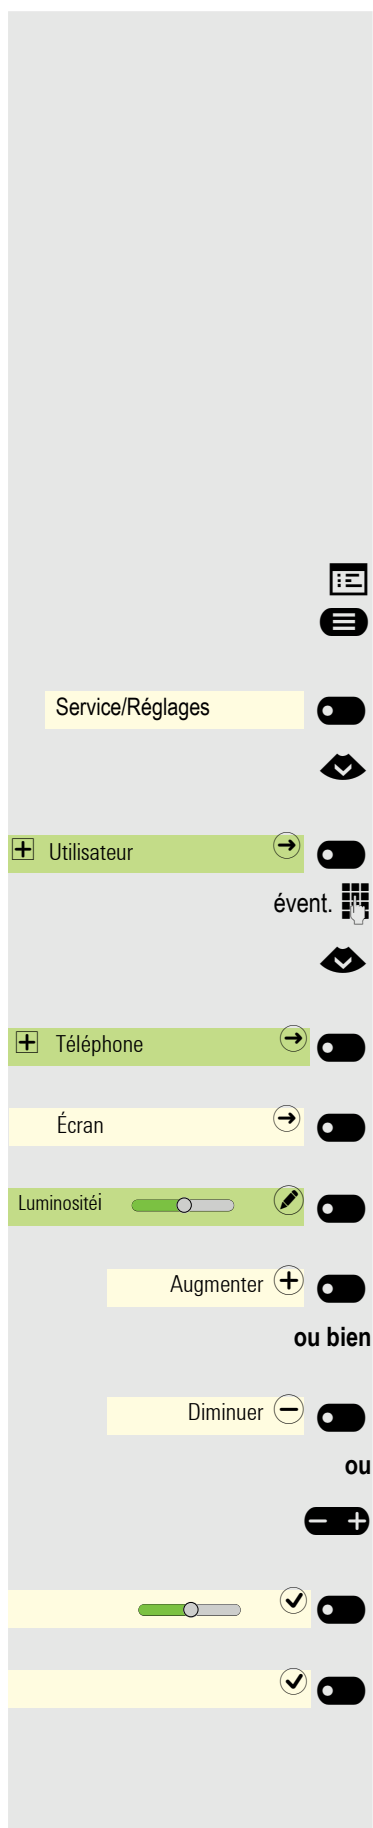 Service/Réglages
Utilisateur
évent.
Téléphone
Écran
Luminositéi
Augmenter
ou bien
Diminuer
ou